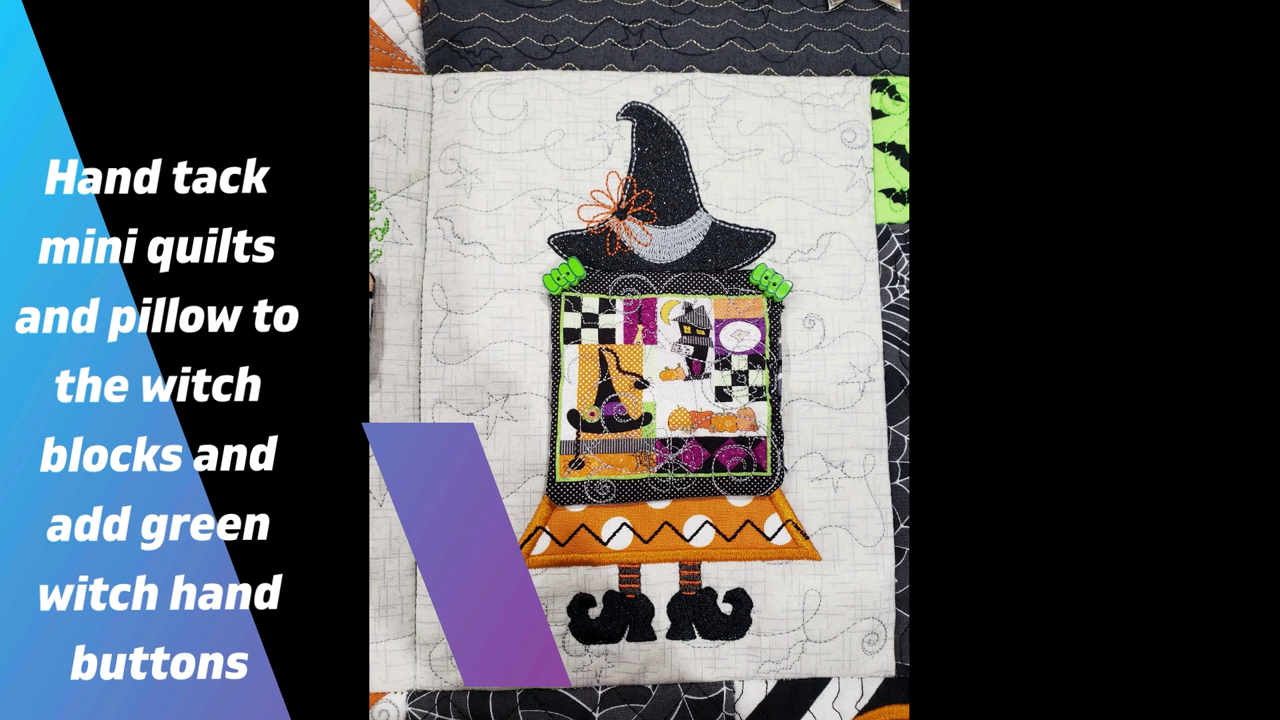 Hand tack
mini quilts
and pillow to
the witch
blocks and
add green
witch hand
buttons